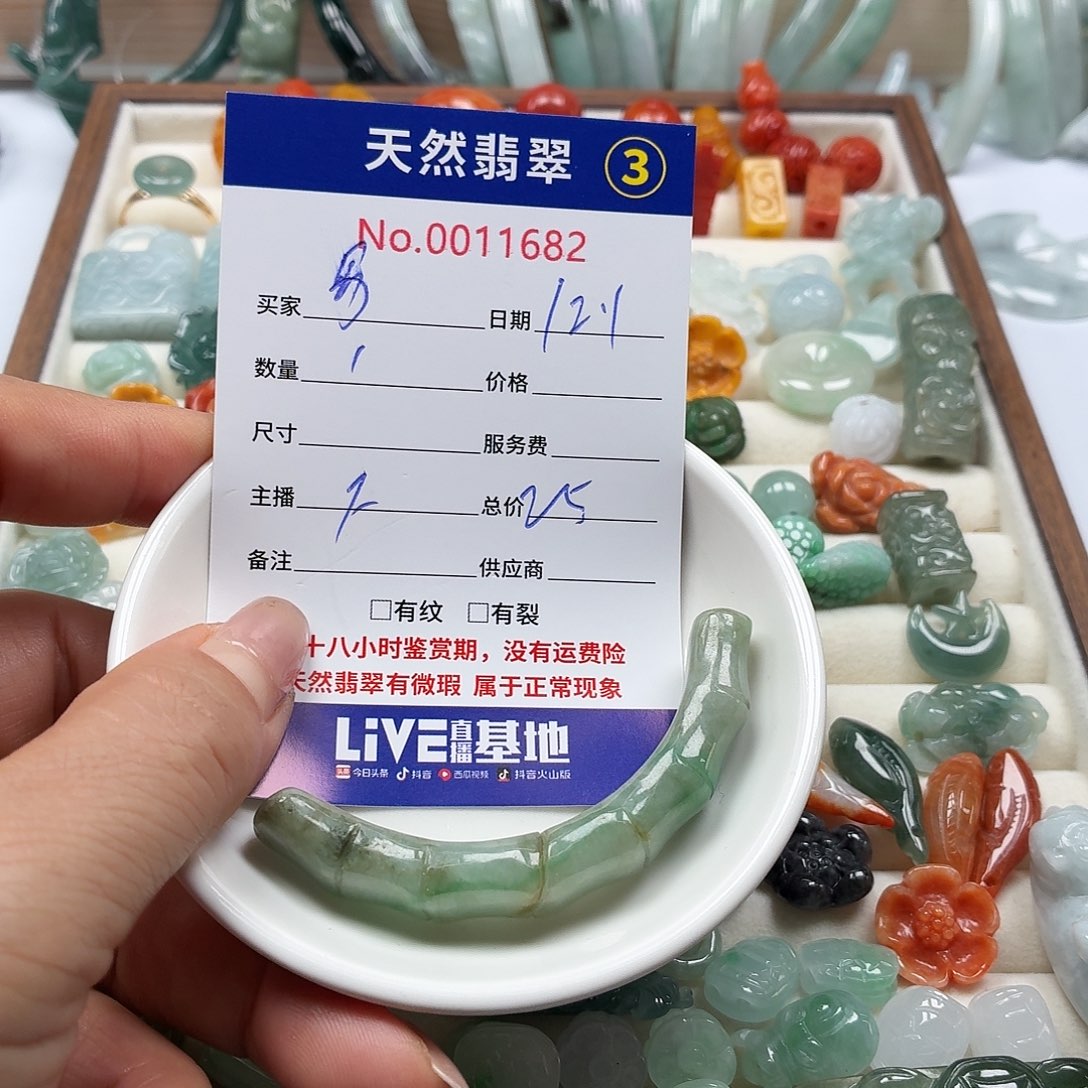 天然翡翠 3
No.0011682
买家 易 日期 12.1
数量 1 价格
尺寸 服务费
主播 总价 25
备注 供应商
□有纹 □有裂
十八小时鉴赏期，没有运费险
天然翡翠有微瑕 属于正常现象
LiVE直播基地
头条 今日头条 抖音 西瓜视频 抖音火山版